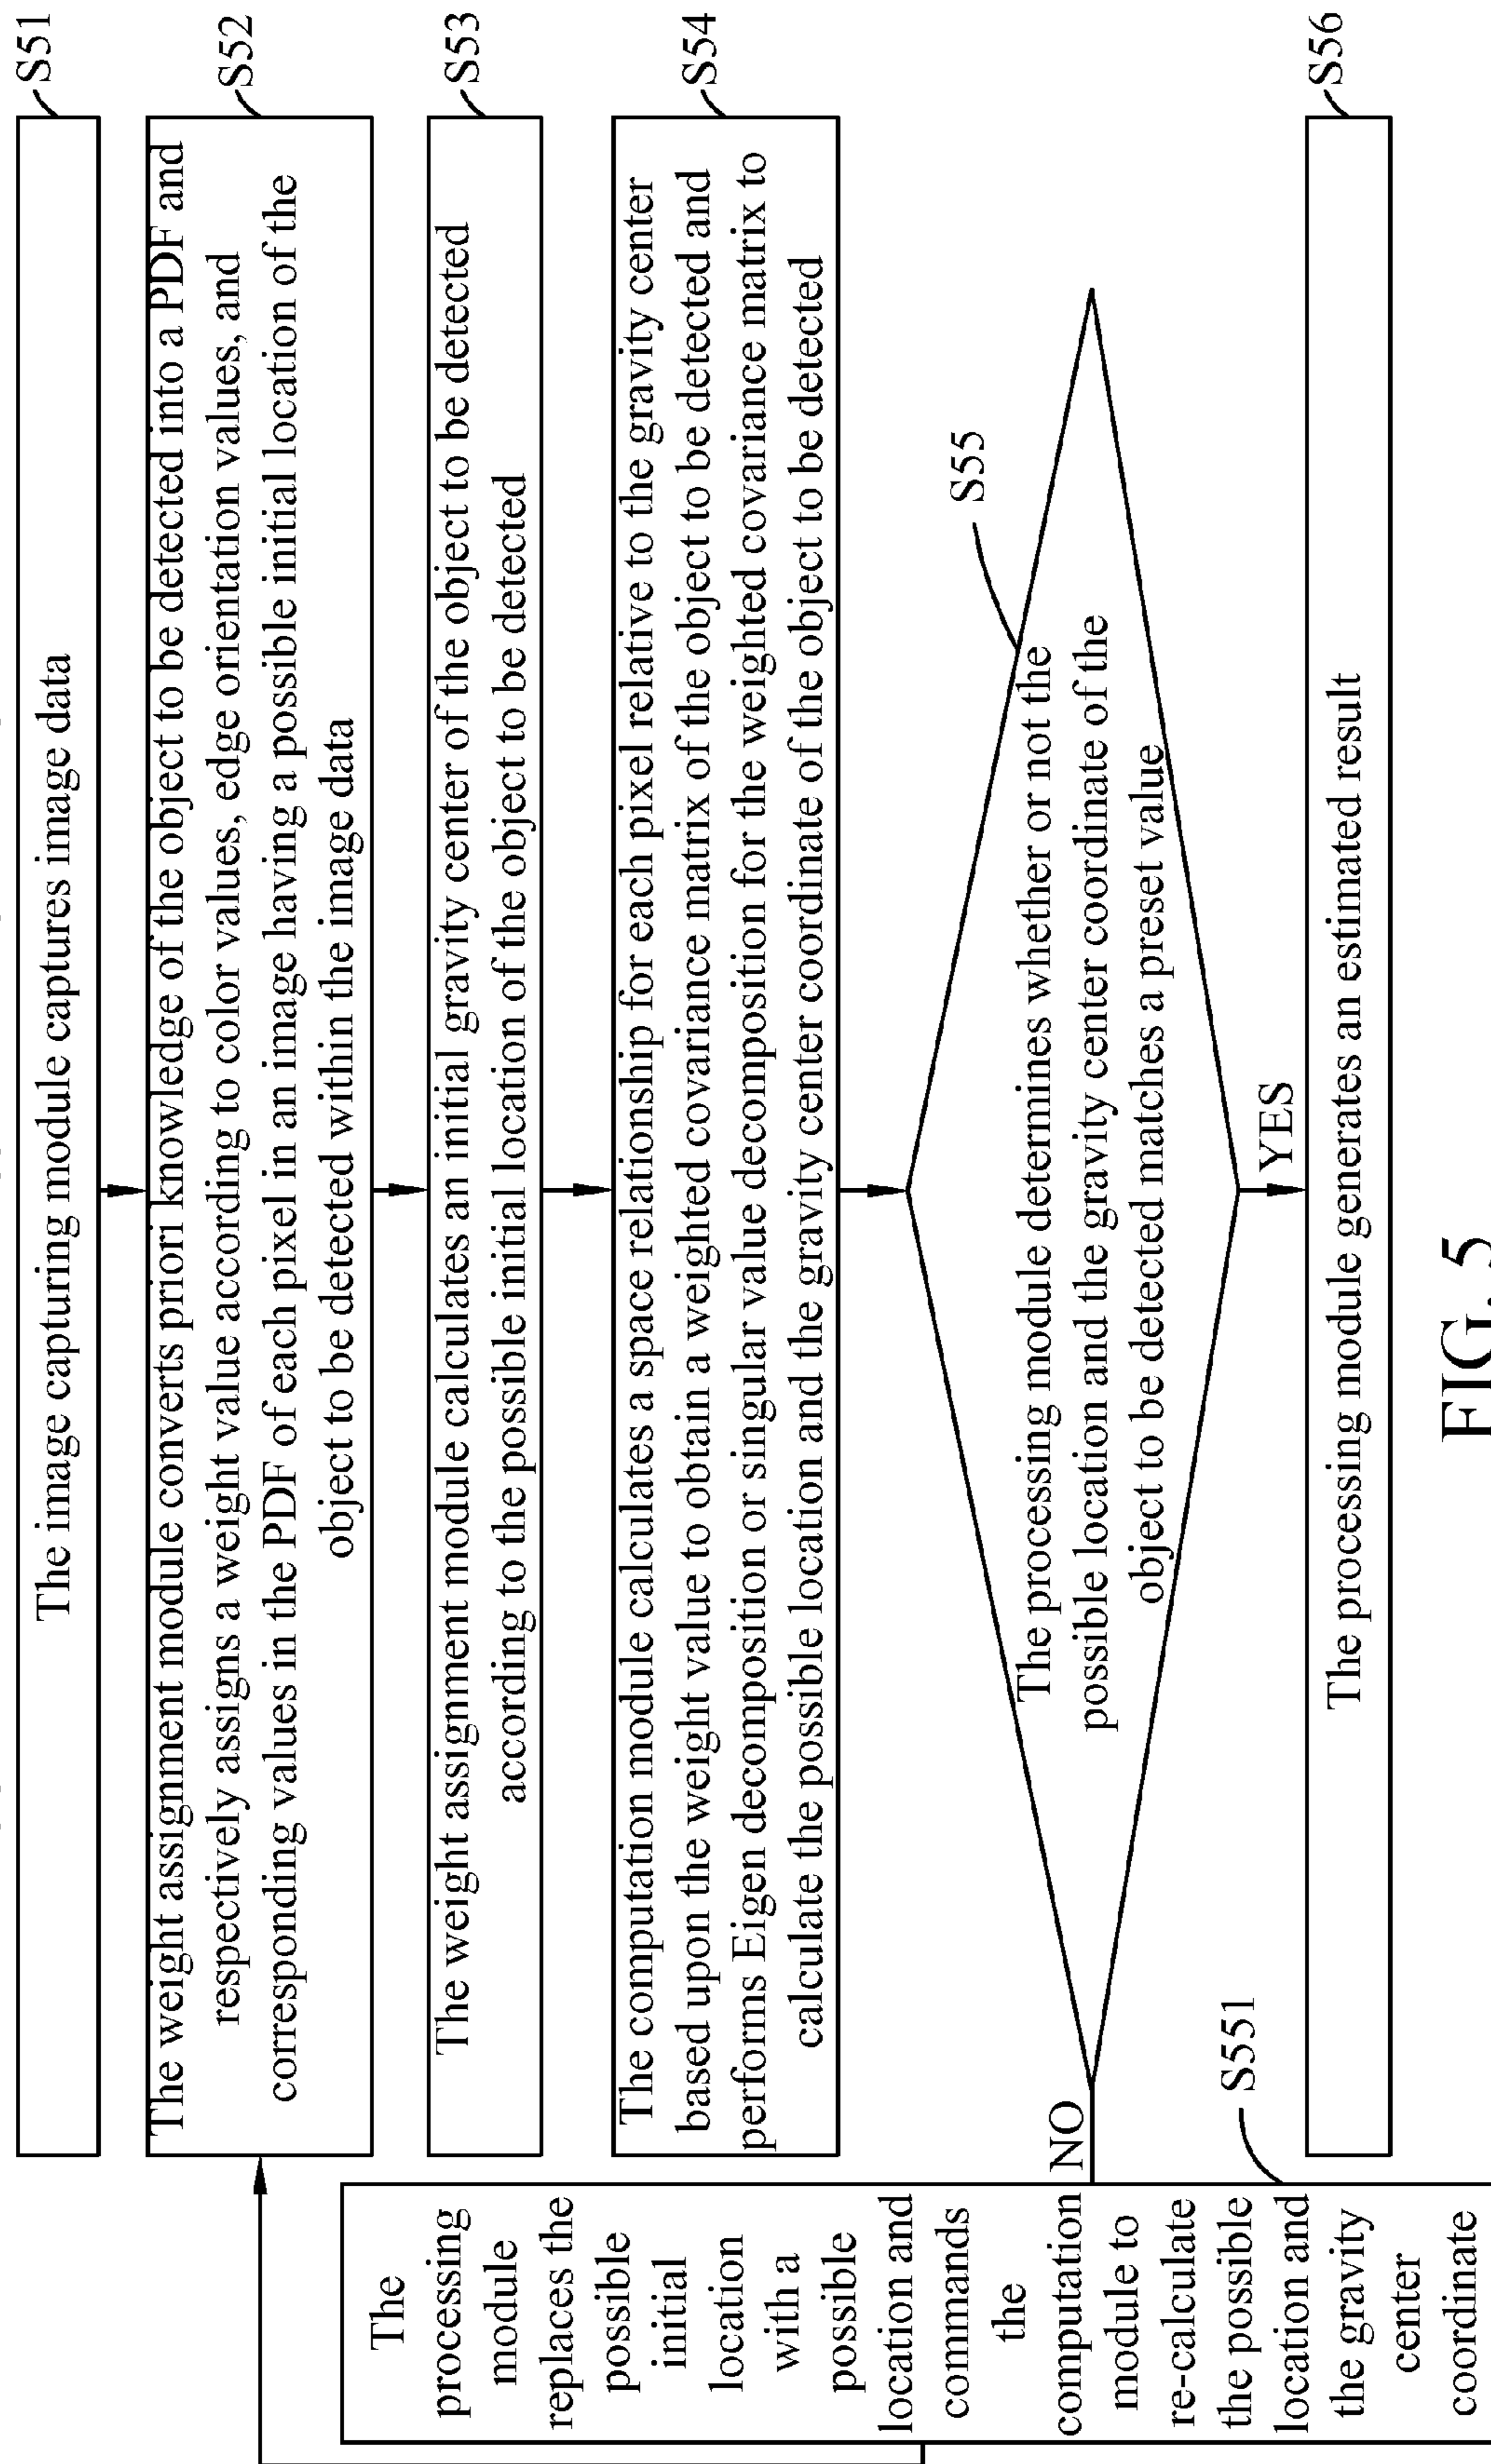 S51
The image capturing module captures image data
S52
The weight assignment module converts priori knowledge of the object to be detected into a PDF and
respectively assigns a weight value according to color values, edge orientation values, and
corresponding values in the PDF of each pixel in an image having a possible initial location of the
object to be detected within the image data
S53
The weight assignment module calculates an initial gravity center of the object to be detected
according to the possible initial location of the object to be detected
S54
The computation module calculates a space relationship for each pixel relative to the gravity center
based upon the weight value to obtain a weighted covariance matrix of the object to be detected and
performs Eigen decomposition or singular value decomposition for the weighted covariance matrix to
calculate the possible location and the gravity center coordinate of the object to be detected
S55
The processing module determines whether or not the
possible location and the gravity center coordinate of the
object to be detected matches a preset value
NO
S551
The
processing
module
replaces the
possible
initial
location
with a
possible
location and
commands
the
computation
module to
re-calculate
the possible
location and
the gravity
center
coordinate
YES
S56
The processing module generates an estimated result
FIG. 5